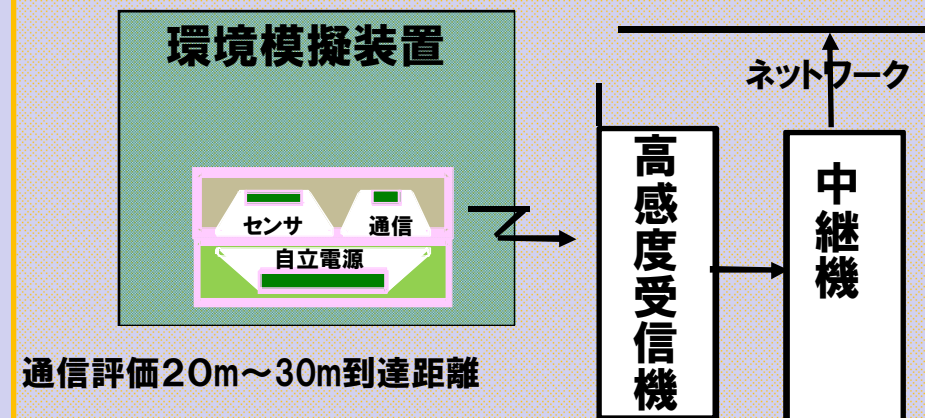 環境模擬装置
センサ
通信
自立電源
通信評価20m～30m到達距離
高感度受信機
中継機
ネットワーク